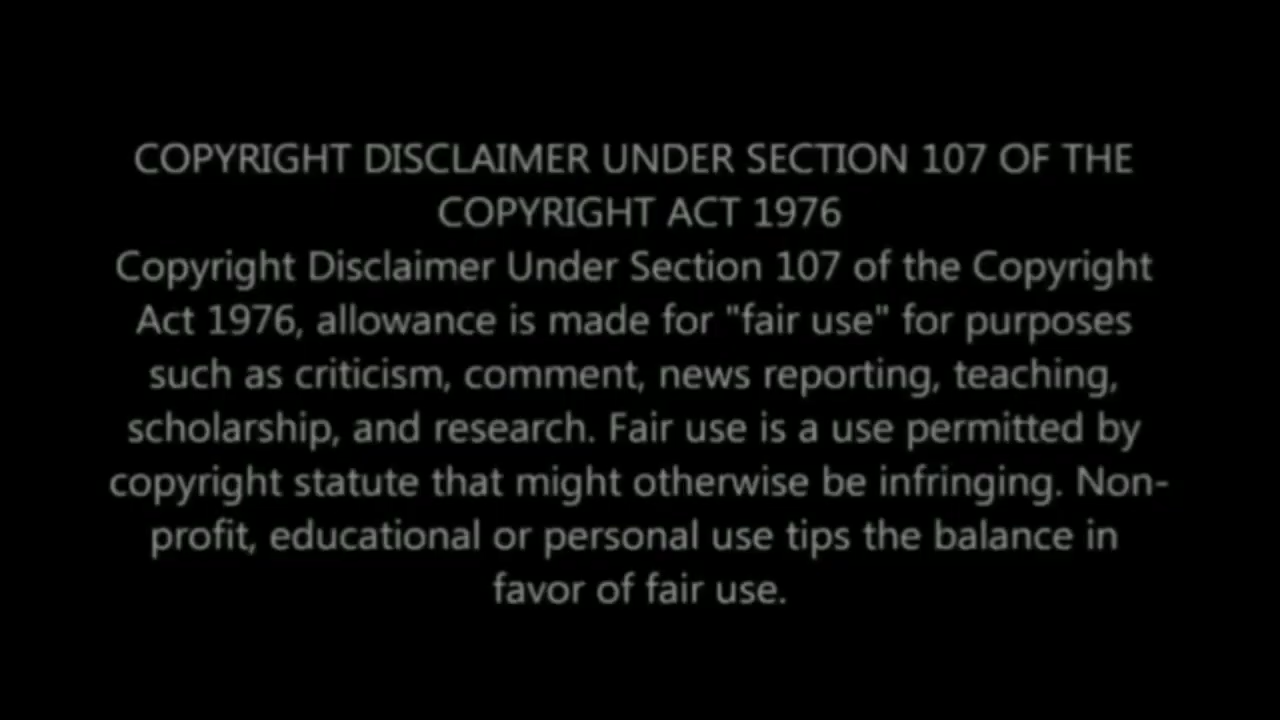 COPYRIGHT DISCLAIMER UNDER SECTION 107 OF THE
COPYRIGHT ACT 1976
Copyright Disclaimer Under Section 107 of the Copyright
Act 1976, allowance is made for "fair use" for purposes
such as criticism, comment, news reporting, teaching,
scholarship, and research. Fair use is a use permitted by
copyright statute that might otherwise be infringing. Non-
profit, educational or personal use tips the balance in
favor of fair use.